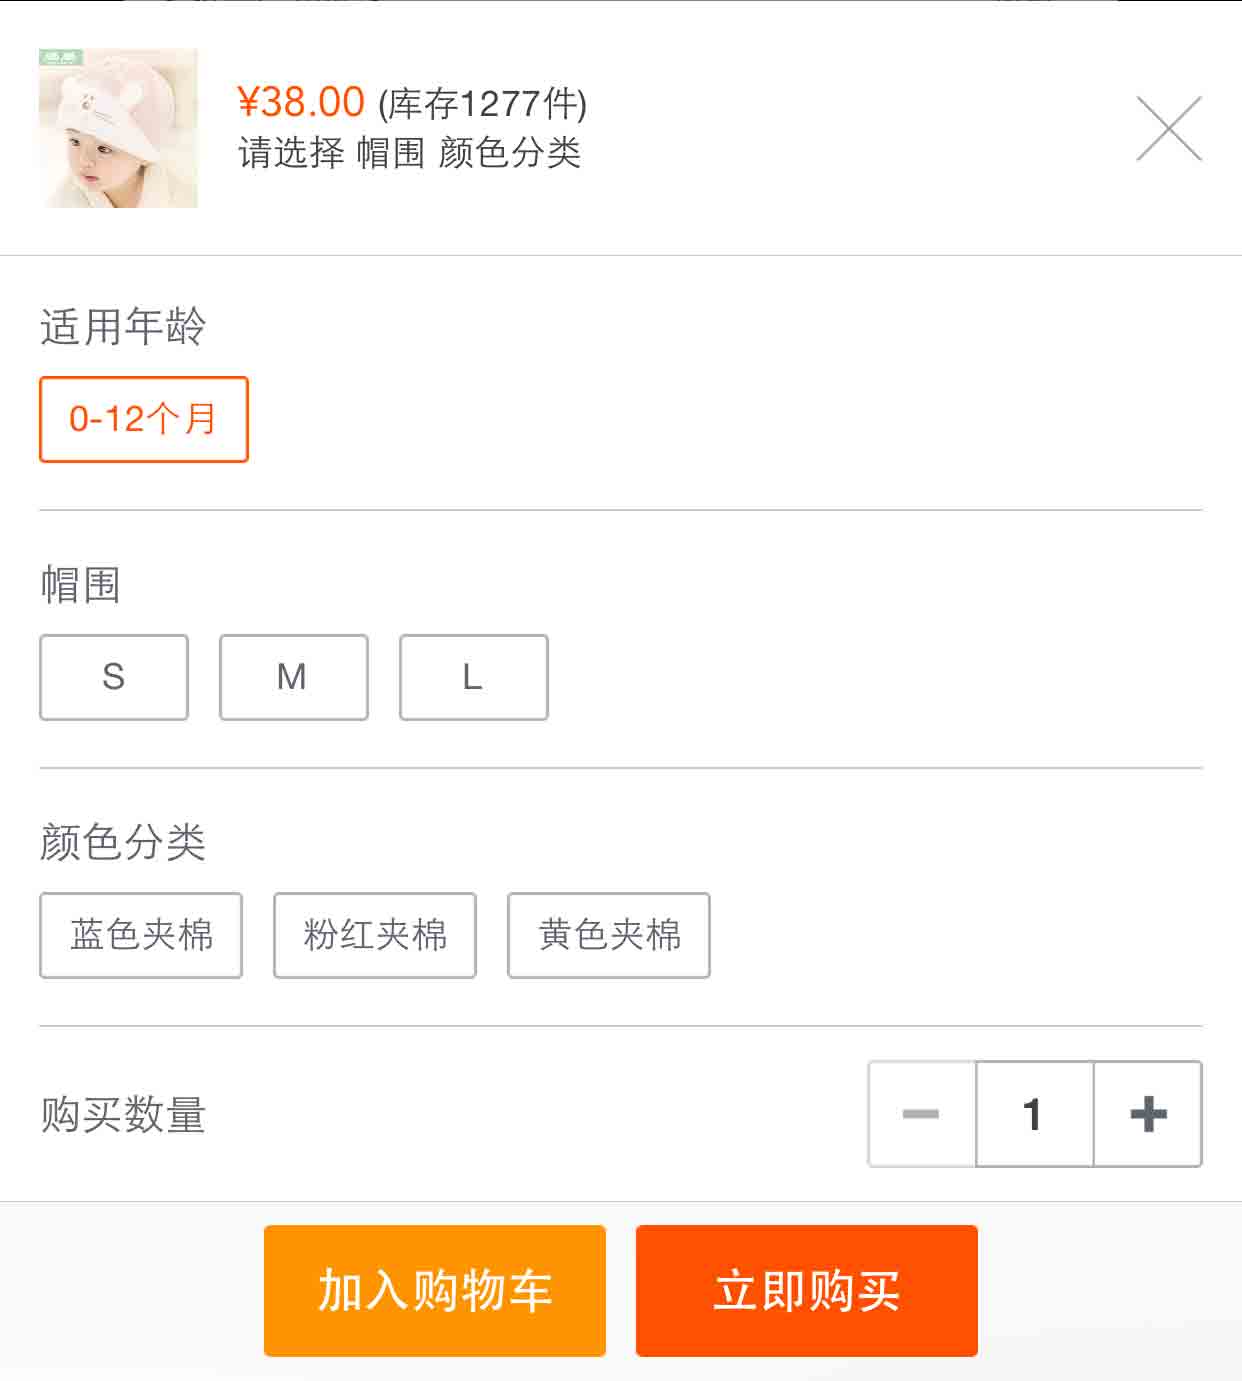 ¥38.00 (库存1277件)
请选择 帽围 颜色分类
适用年龄
0-12个月
帽围
S M L
颜色分类
蓝色夹棉 粉红夹棉 黄色夹棉
购买数量
1
加入购物车 立即购买